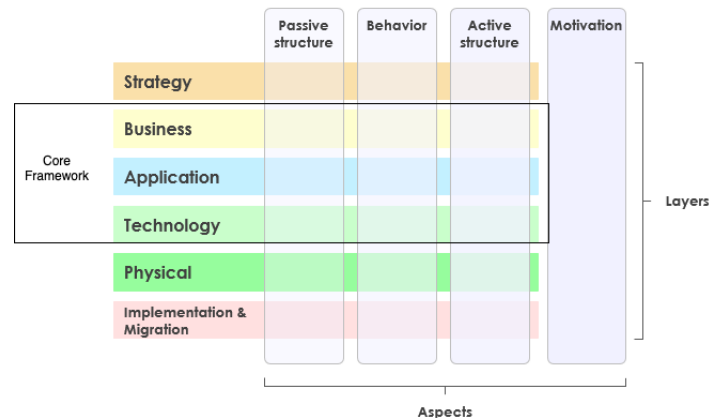 Passive
structure
Behavior
Active
structure
Motivation
Strategy
Core
Framework
Business
Application
Technology
Physical
Implementation &
Migration
Layers
Aspects